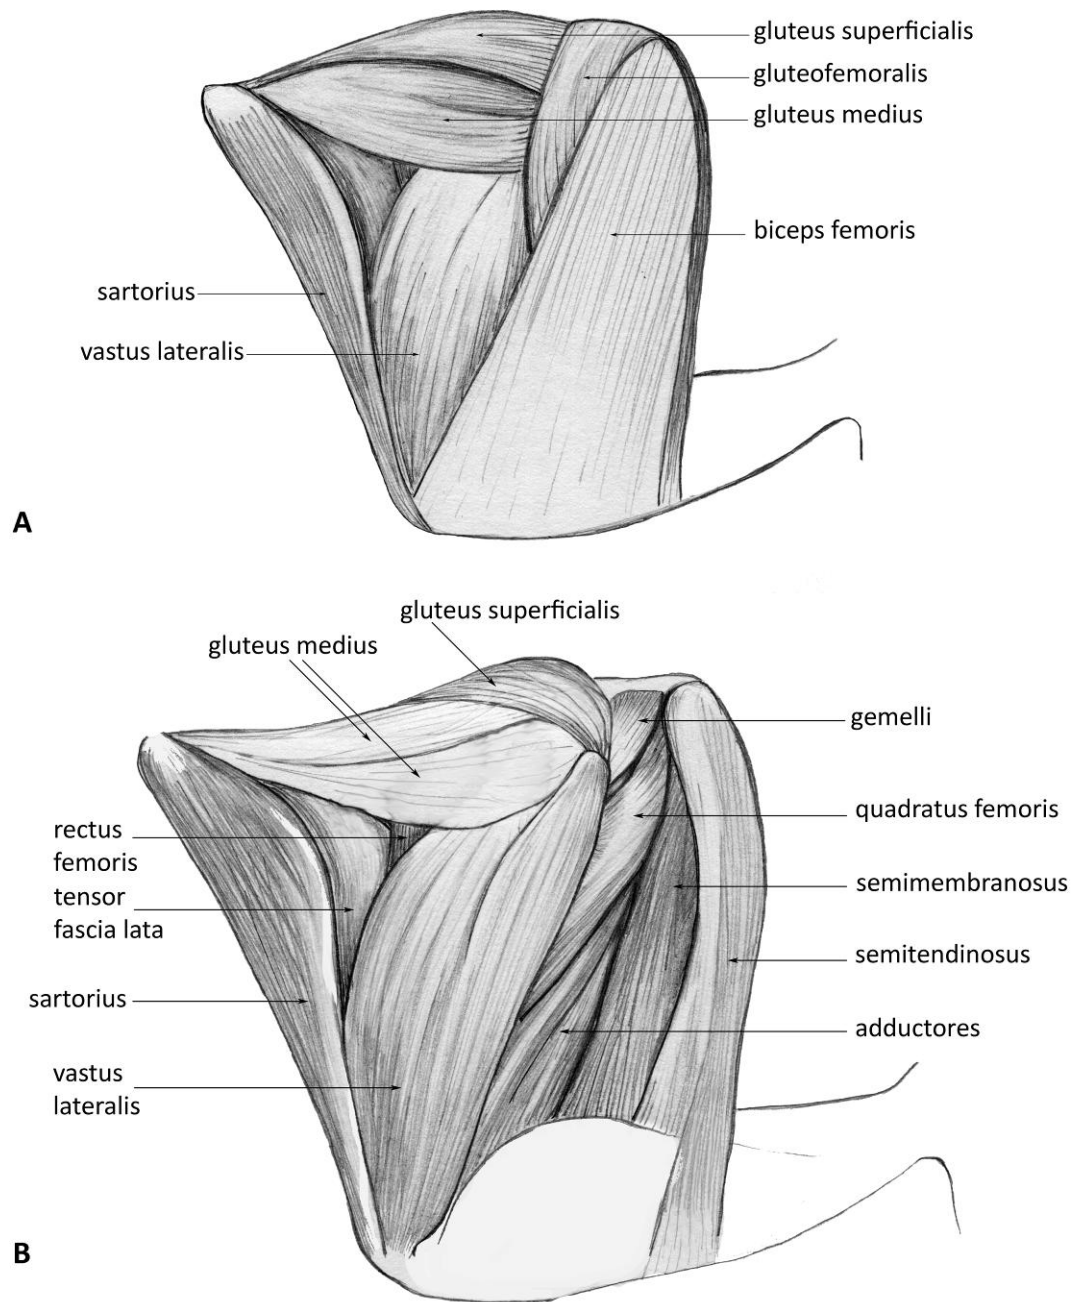 gluteus superficialis
gluteofemoralis
gluteus medius
biceps femoris
sartorius
vastus lateralis
A
gluteus superficialis
gluteus medius
gemelli
rectus
femoris
quadratus femoris
tensor
fascia lata
semimembranosus
semitendinosus
sartorius
adductores
vastus
lateralis
B